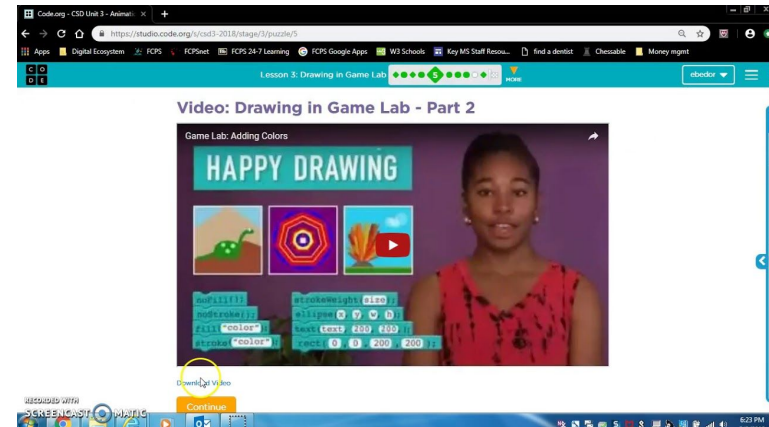 Code.org - CSD Unit 3 - Animatio
https://studio.code.org/s/csd3-2018/stage/3/puzzle/5
Apps Digital Ecosystem FCPS FCPSnet FCPS 24-7 Learning FCPS Google Apps W3 Schools Key MS Staff Resou... find a dentist Chessable Money mgmt
CO
DE
Lesson 3: Drawing in Game Lab 5 MORE ebedor
Video: Drawing in Game Lab - Part 2
Game Lab: Adding Colors
HAPPY DRAWING
noFill();
noStroke();
fill("color");
stroke("color");
strokeWeight(size);
ellipse(x, y, w, h);
text(text, 200, 200);
rect( 0 , 0 , 200 , 200 );
Download Video
Continue
RECORDED WITH
SCREENCAST O MATIC
6:23 PM